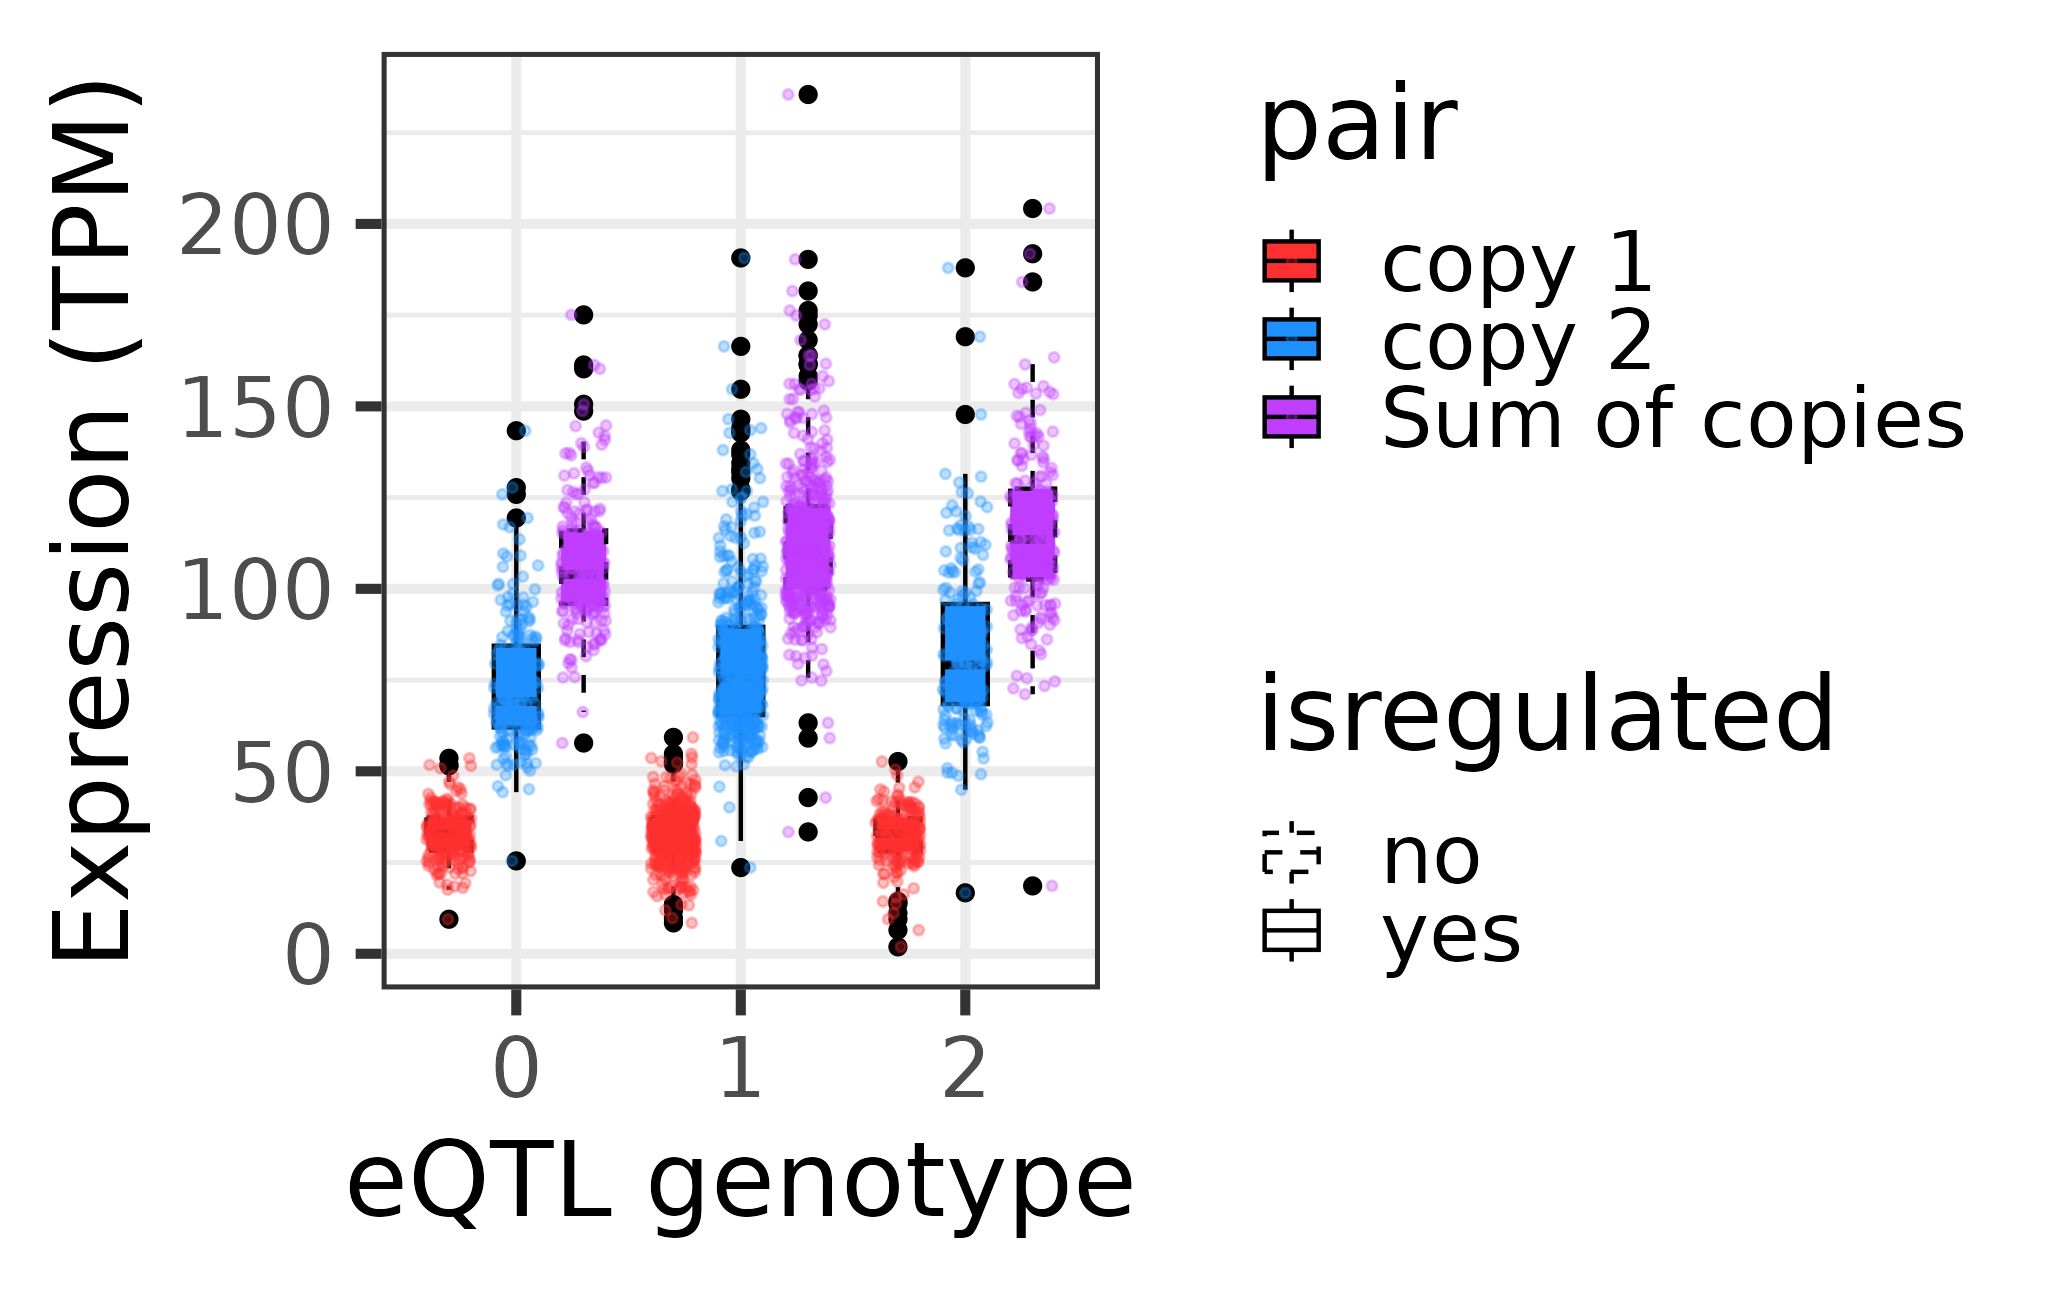 Expression (TPM)
200
150
100
50
0
0 1 2
eQTL genotype
pair
copy 1
copy 2
Sum of copies
isregulated
no
yes